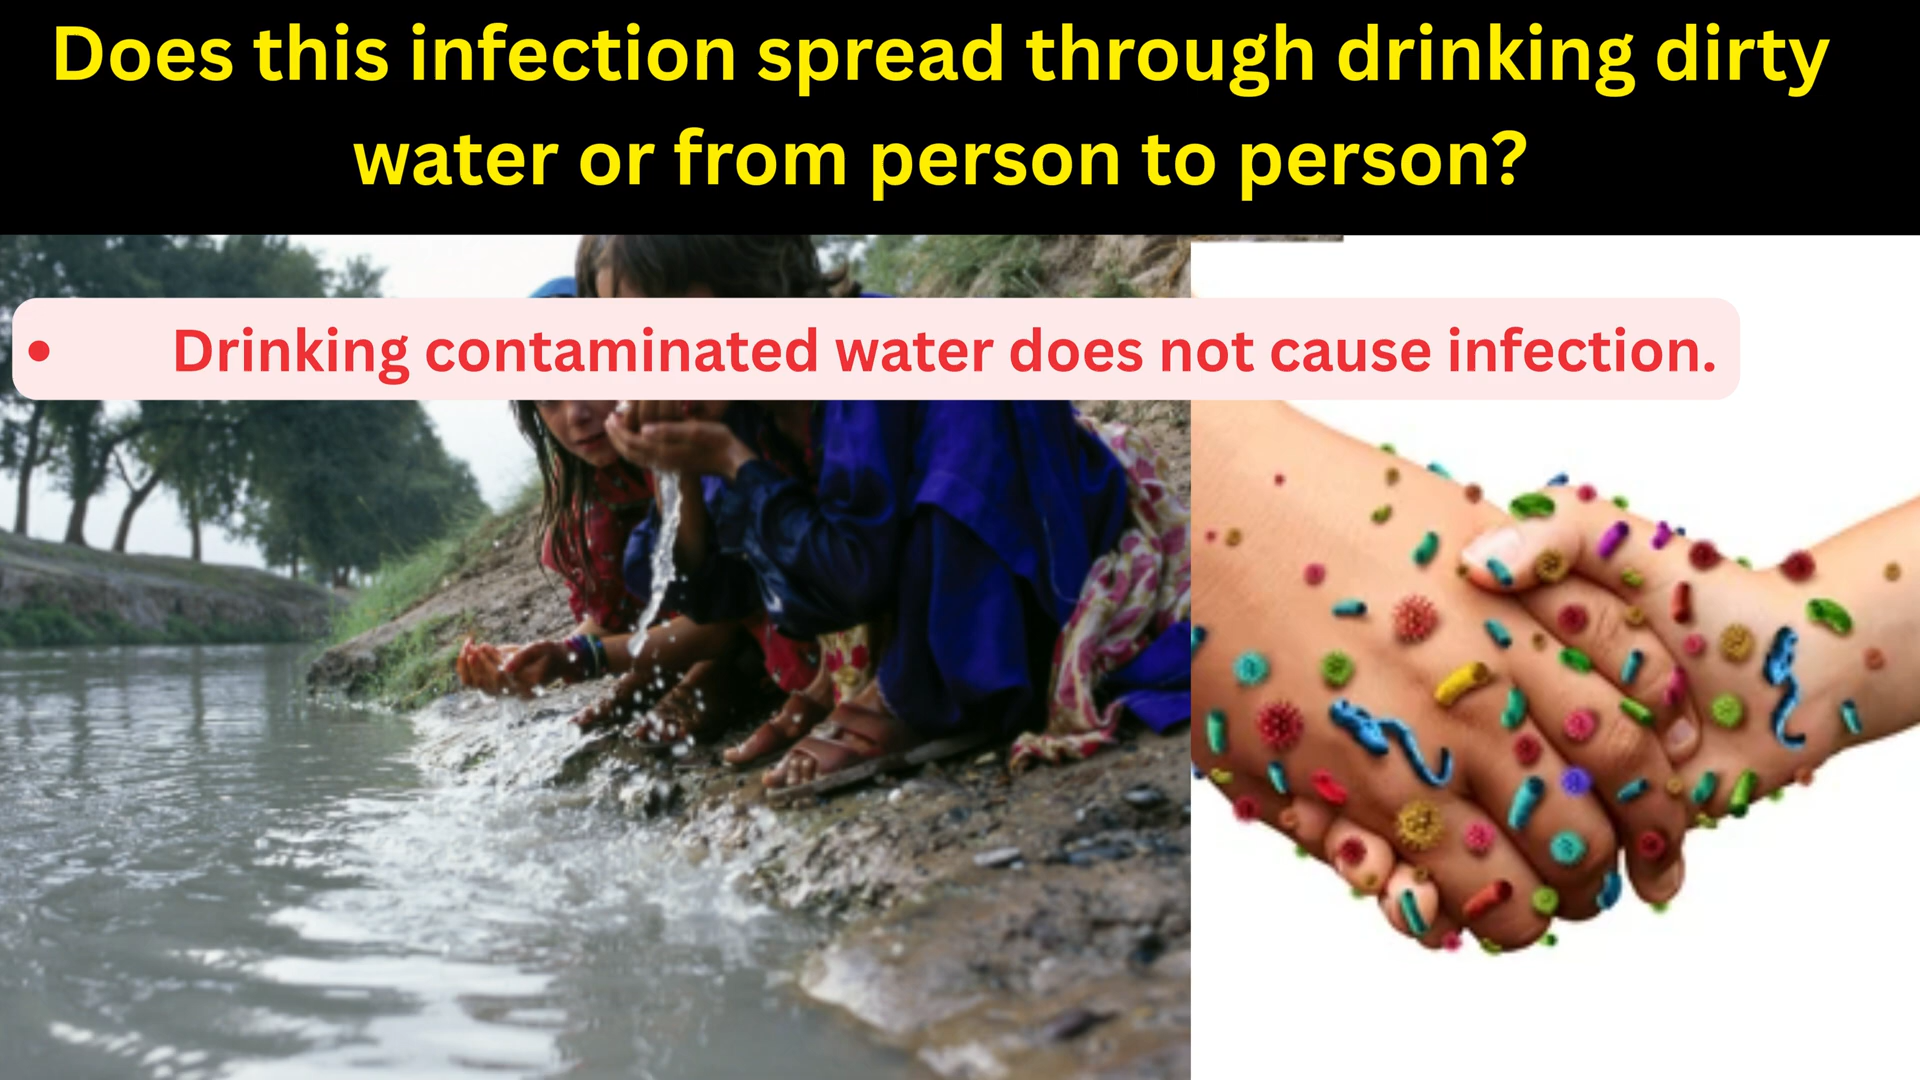 Does this infection spread through drinking dirty
water or from person to person?
• Drinking contaminated water does not cause infection.